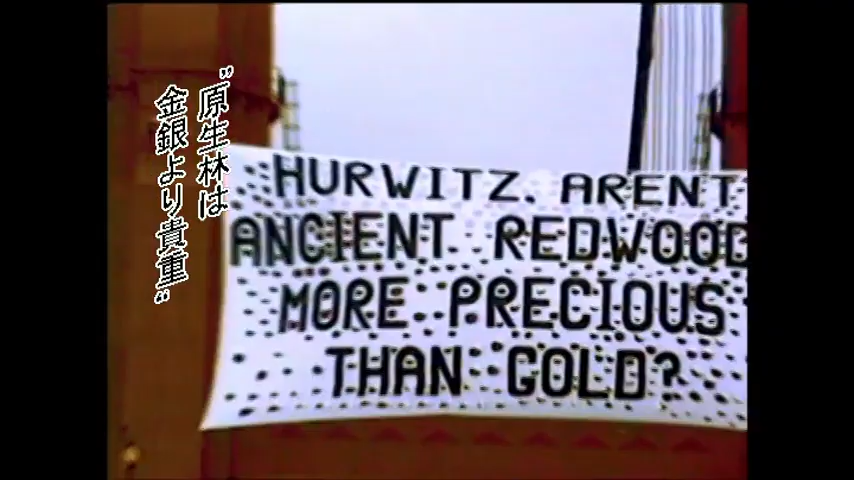 "原生林は
金銀より貴重"
HURWITZ, ARENT
ANCIENT REDWOOD
MORE PRECIOUS
THAN GOLD?